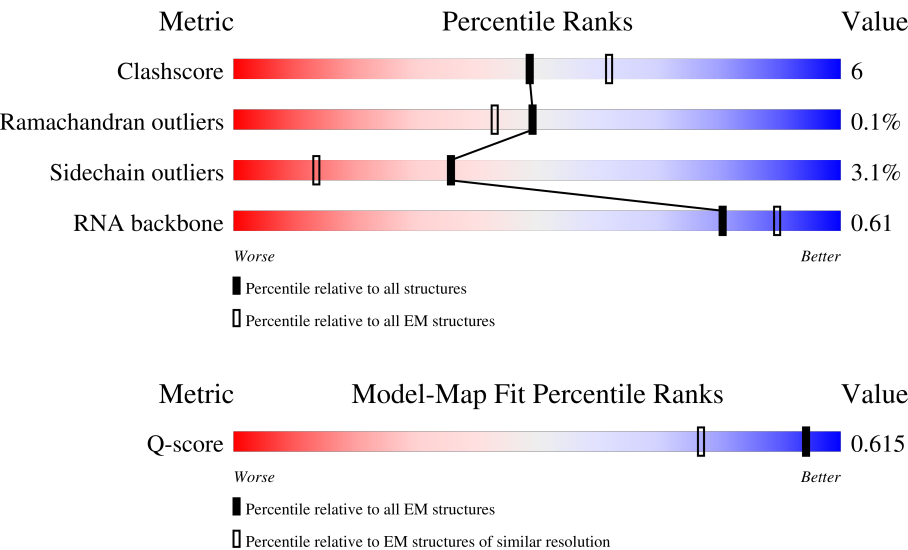 Metric Percentile Ranks Value
Clashscore 6
Ramachandran outliers 0.1%
Sidechain outliers 3.1%
RNA backbone 0.61
Worse Better
Percentile relative to all structures
Percentile relative to all EM structures
Metric Model-Map Fit Percentile Ranks Value
Q-score 0.615
Worse Better
Percentile relative to all EM structures
Percentile relative to EM structures of similar resolution